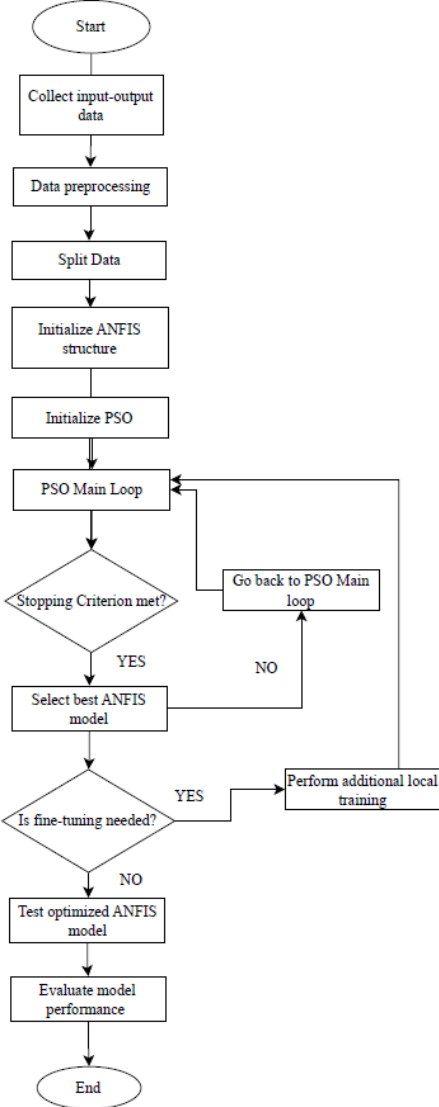 Start
Collect input-output
data
Data preprocessing
Split Data
Initialize ANFIS
structure
Initialize PSO
PSO Main Loop
Stopping Criterion met?
Go back to PSO Main
loop
YES
NO
Select best ANFIS
model
Is fine-tuning needed?
YES
Perform additional local
training
NO
Test optimized ANFIS
model
Evaluate model
performance
End